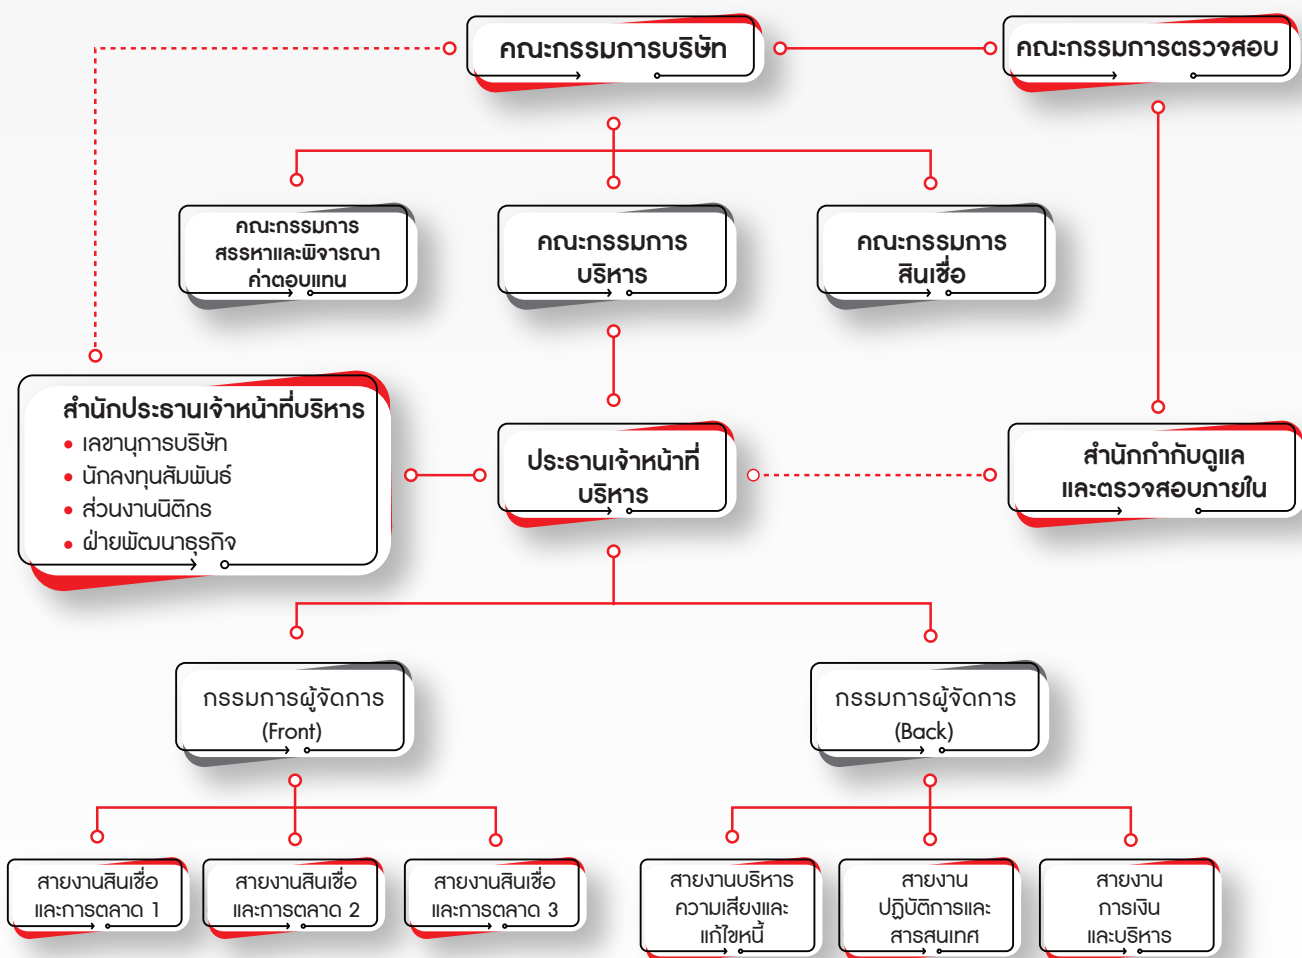 คณะกรรมการบริษัท
คณะกรรมการตรวจสอบ
คณะกรรมการ
สรรหาและพิจารณา
ค่าตอบแทน
คณะกรรมการ
บริหาร
คณะกรรมการ
สินเชื่อ
สำนักประธานเจ้าหน้าที่บริหาร
• เลขานุการบริษัท
• นักลงทุนสัมพันธ์
• ส่วนงานนิติกร
• ฝ่ายพัฒนาธุรกิจ
ประธานเจ้าหน้าที่
บริหาร
สำนักกำกับดูแล
และตรวจสอบภายใน
กรรมการผู้จัดการ
(Front)
กรรมการผู้จัดการ
(Back)
สายงานสินเชื่อ
และการตลาด 1
สายงานสินเชื่อ
และการตลาด 2
สายงานสินเชื่อ
และการตลาด 3
สายงานบริหาร
ความเสี่ยงและ
แก้ไขหนี้
สายงาน
ปฏิบัติการและ
สารสนเทศ
สายงาน
การเงิน
และบริหาร